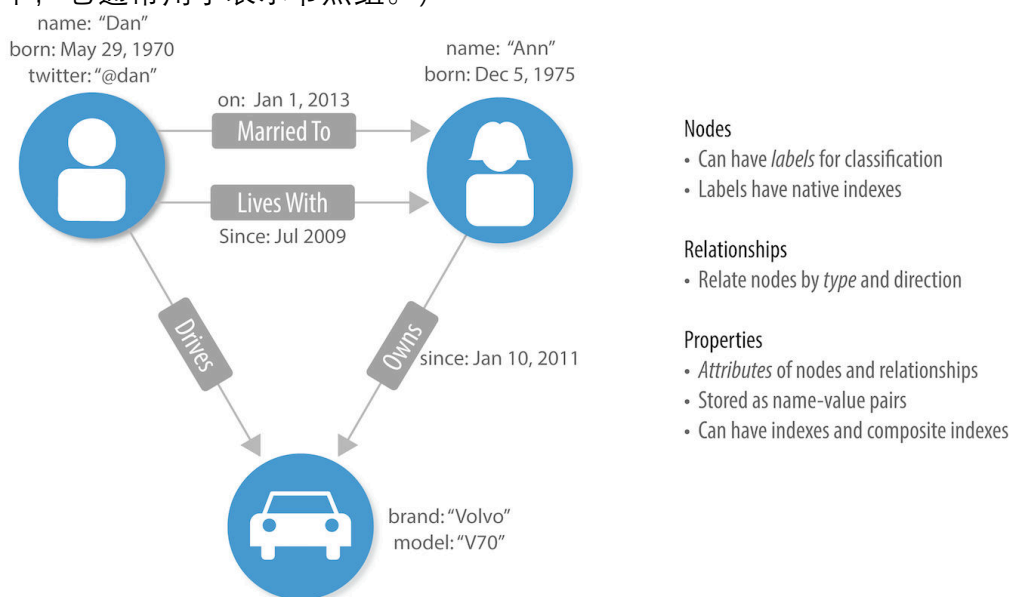 name: “Dan”
born: May 29, 1970
twitter: “@dan”
name: “Ann”
born: Dec 5, 1975
on: Jan 1, 2013
Married To
Lives With
Since: Jul 2009
Drives
Owns
since: Jan 10, 2011
brand: “Volvo”
model: “V70”
Nodes
• Can have labels for classification
• Labels have native indexes
Relationships
• Relate nodes by type and direction
Properties
• Attributes of nodes and relationships
• Stored as name-value pairs
• Can have indexes and composite indexes